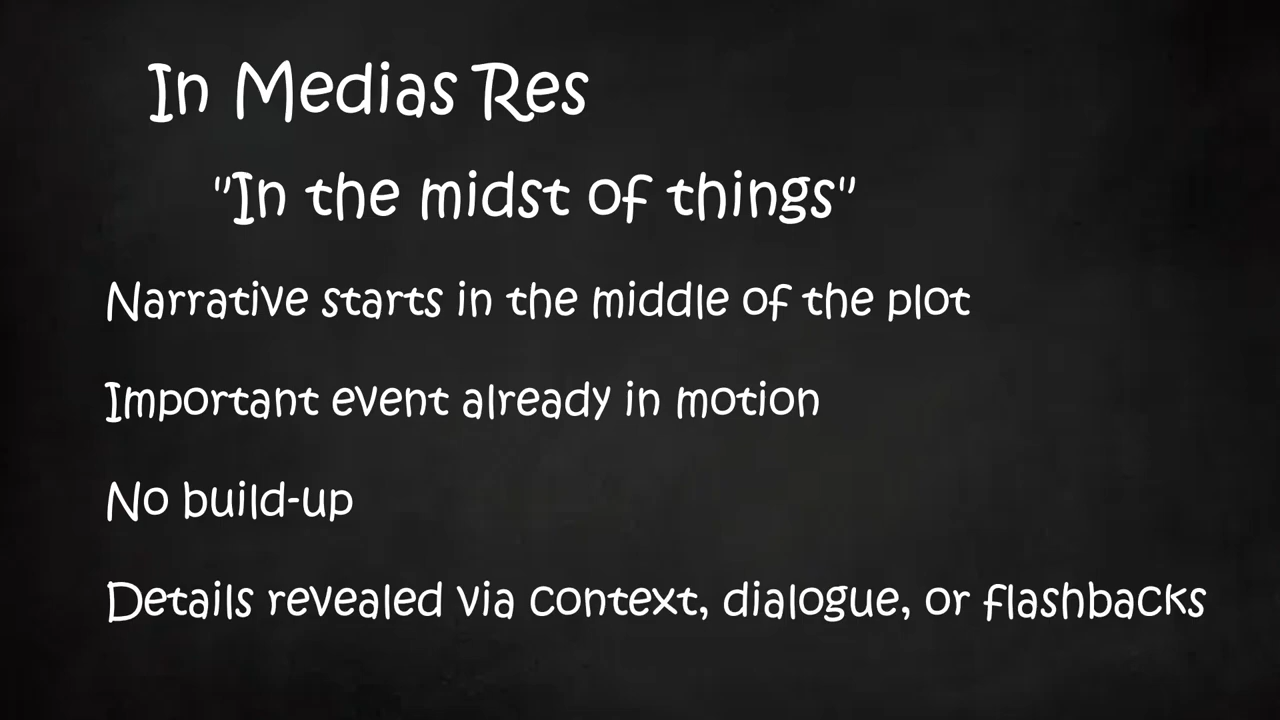 In Medias Res
"In the midst of things"
Narrative starts in the middle of the plot
Important event already in motion
No build-up
Details revealed via context, dialogue, or flashbacks